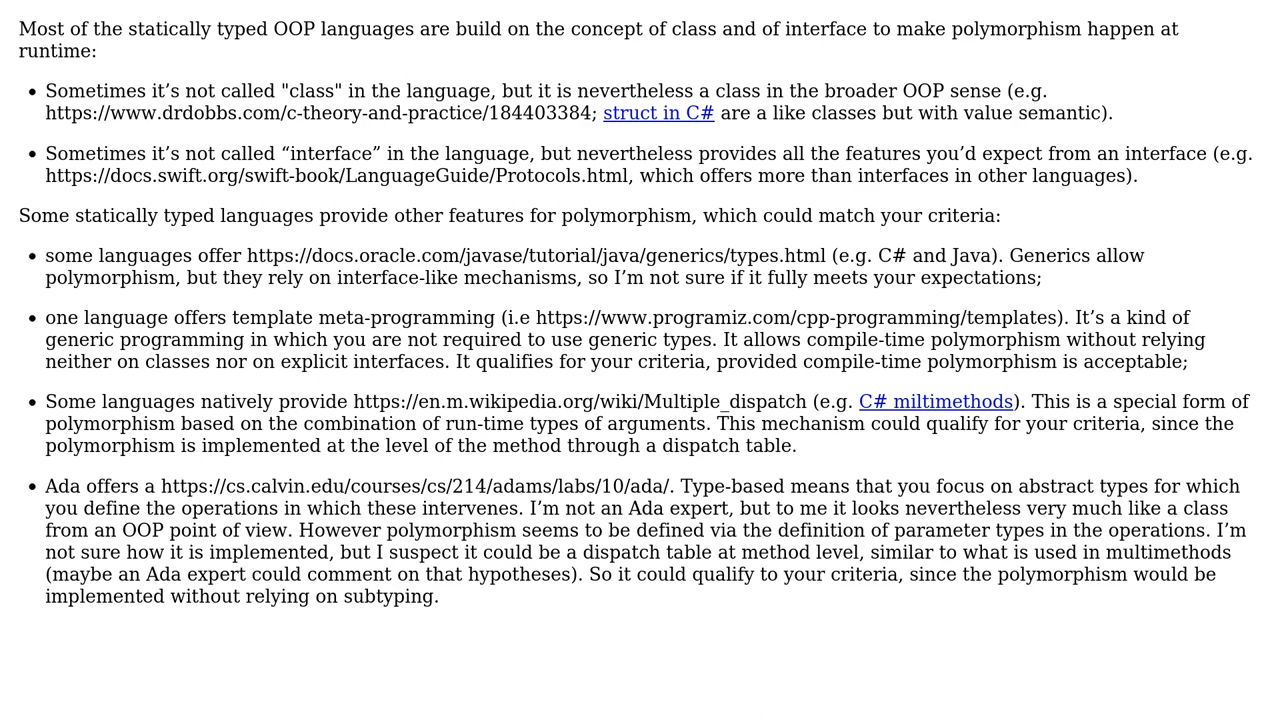 Most of the statically typed OOP languages are build on the concept of class and of interface to make polymorphism happen at
runtime:
• Sometimes it’s not called "class" in the language, but it is nevertheless a class in the broader OOP sense (e.g.
https://www.drdobbs.com/c-theory-and-practice/184403384; struct in C# are a like classes but with value semantic).
• Sometimes it’s not called “interface” in the language, but nevertheless provides all the features you’d expect from an interface (e.g.
https://docs.swift.org/swift-book/LanguageGuide/Protocols.html, which offers more than interfaces in other languages).
Some statically typed languages provide other features for polymorphism, which could match your criteria:
• some languages offer https://docs.oracle.com/javase/tutorial/java/generics/types.html (e.g. C# and Java). Generics allow
polymorphism, but they rely on interface-like mechanisms, so I’m not sure if it fully meets your expectations;
• one language offers template meta-programming (i.e https://www.programiz.com/cpp-programming/templates). It’s a kind of
generic programming in which you are not required to use generic types. It allows compile-time polymorphism without relying
neither on classes nor on explicit interfaces. It qualifies for your criteria, provided compile-time polymorphism is acceptable;
• Some languages natively provide https://en.m.wikipedia.org/wiki/Multiple_dispatch (e.g. C# miltimethods). This is a special form of
polymorphism based on the combination of run-time types of arguments. This mechanism could qualify for your criteria, since the
polymorphism is implemented at the level of the method through a dispatch table.
• Ada offers a https://cs.calvin.edu/courses/cs/214/adams/labs/10/ada/. Type-based means that you focus on abstract types for which
you define the operations in which these intervenes. I’m not an Ada expert, but to me it looks nevertheless very much like a class
from an OOP point of view. However polymorphism seems to be defined via the definition of parameter types in the operations. I’m
not sure how it is implemented, but I suspect it could be a dispatch table at method level, similar to what is used in multimethods
(maybe an Ada expert could comment on that hypotheses). So it could qualify to your criteria, since the polymorphism would be
implemented without relying on subtyping.